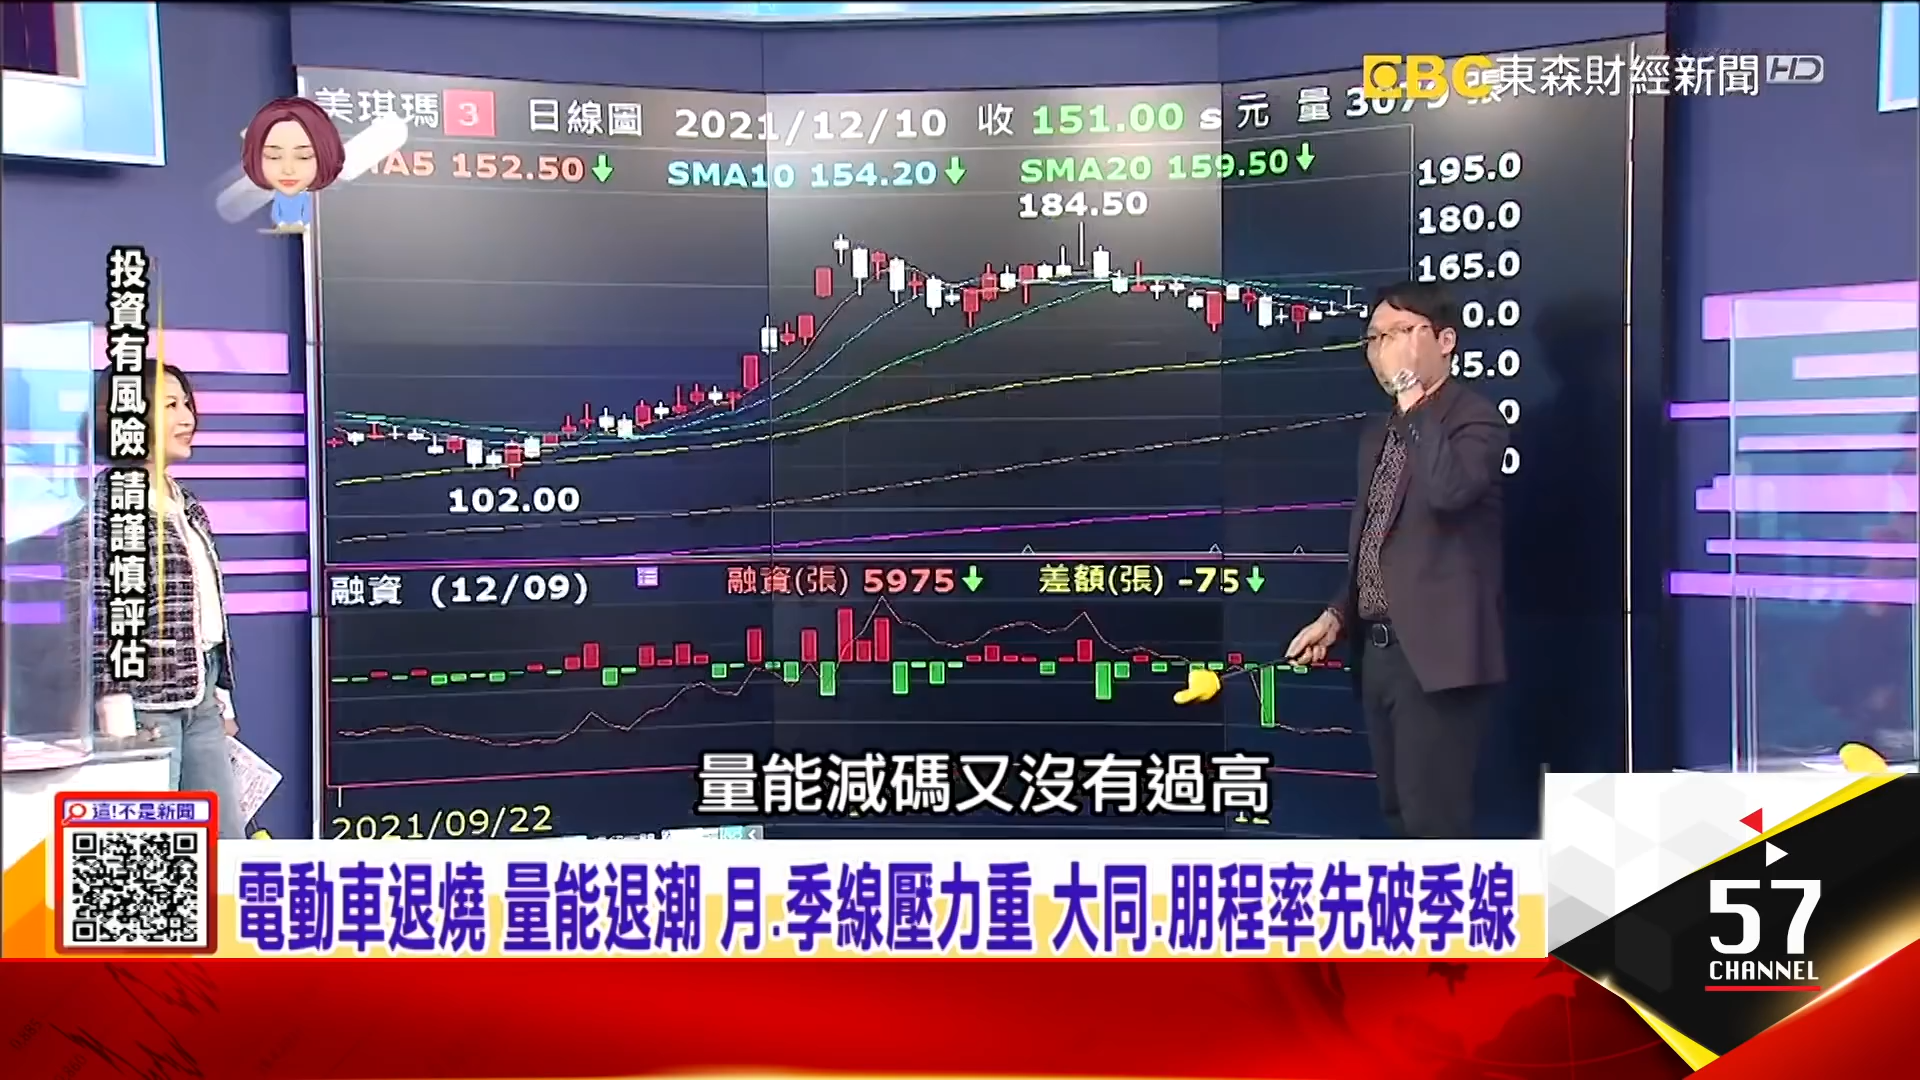 EBC 東森財經新聞 HD
美琪瑪 3 日線圖 2021/12/10 收 151.00 s 元 量 3079
152.50↓ SMA10 154.20↓ SMA20 159.50↓
184.50
195.0
180.0
165.0
102.00
投資有風險 請謹慎評估
融資 (12/09) 融資(張) 5975↓ 差額(張) -75↓
量能減碼又沒有過高
2021/09/22
12
這!不是新聞
電動車退燒 量能退潮 月.季線壓力重 大同.朋程率先破季線
57
CHANNEL